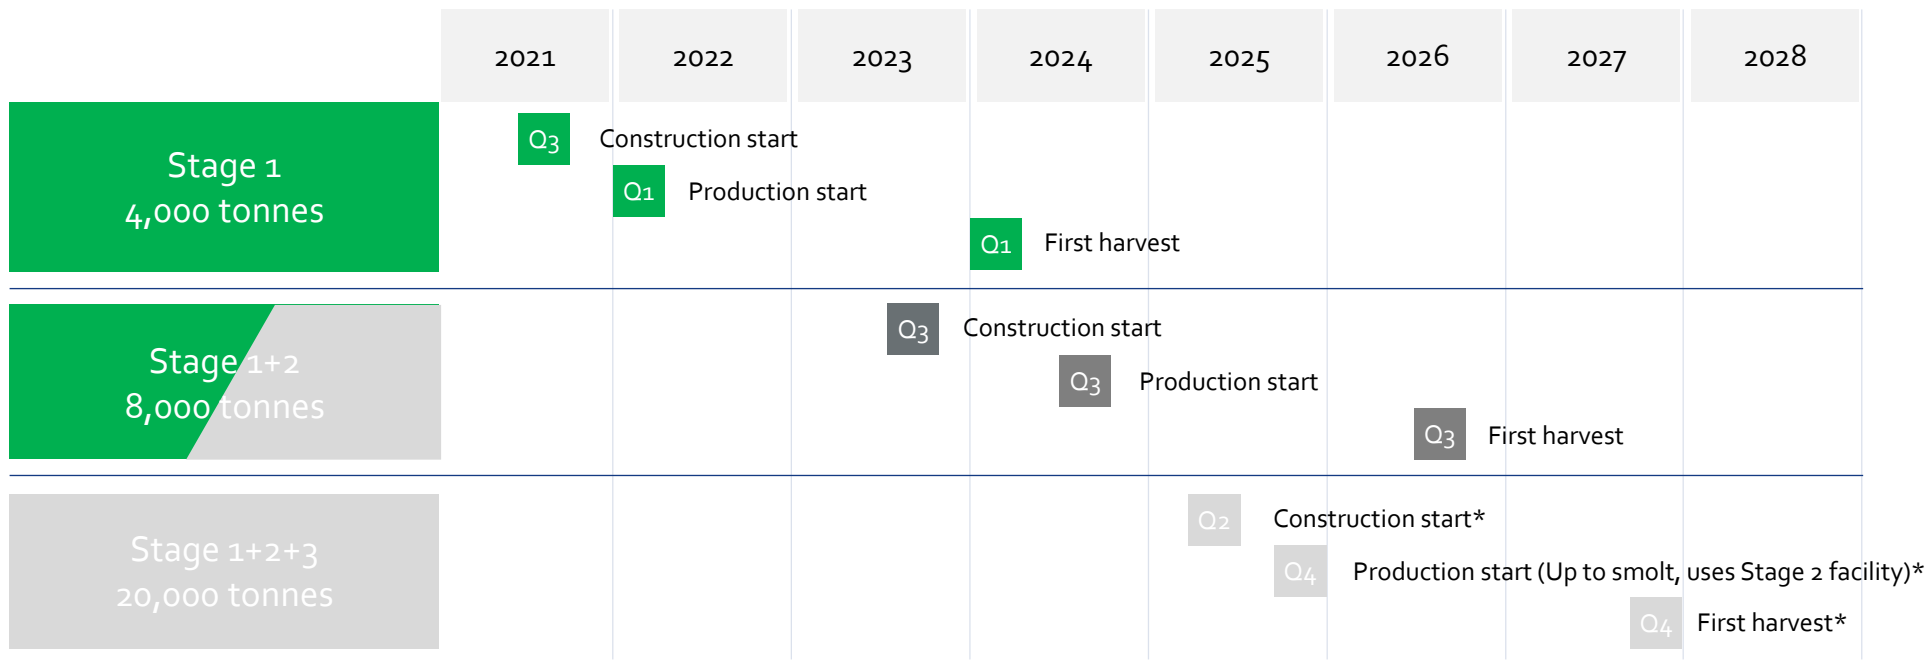 2021 2022 2023 2024 2025 2026 2027 2028
Stage 1
4,000 tonnes
Q3 Construction start
Q1 Production start
Q1 First harvest
Stage 1+2
8,000 tonnes
Q3 Construction start
Q3 Production start
Q3 First harvest
Stage 1+2+3
20,000 tonnes
Q2 Construction start*
Q4 Production start (Up to smolt, uses Stage 2 facility)*
Q4 First harvest*